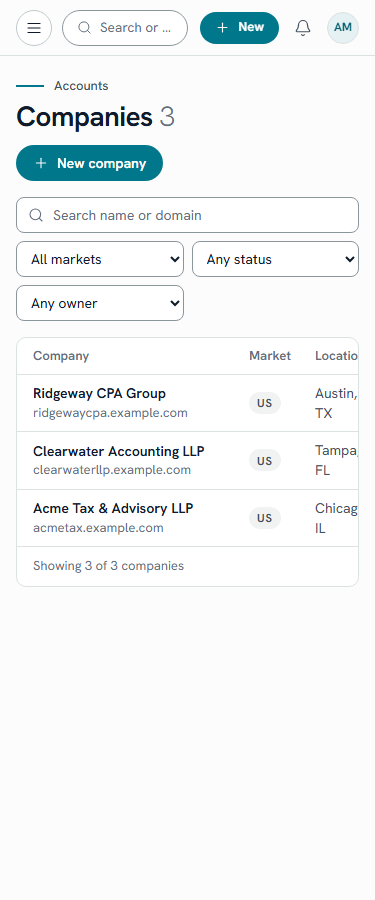 Search or ...
New
AM
Accounts
Companies 3
New company
Search name or domain
All markets
Any status
Any owner
Company Market Locatio
Ridgeway CPA Group
ridgewaycpa.example.com
US
Austin,
TX
Clearwater Accounting LLP
clearwaterllp.example.com
US
Tampa,
FL
Acme Tax & Advisory LLP
acmetax.example.com
US
Chicag
IL
Showing 3 of 3 companies